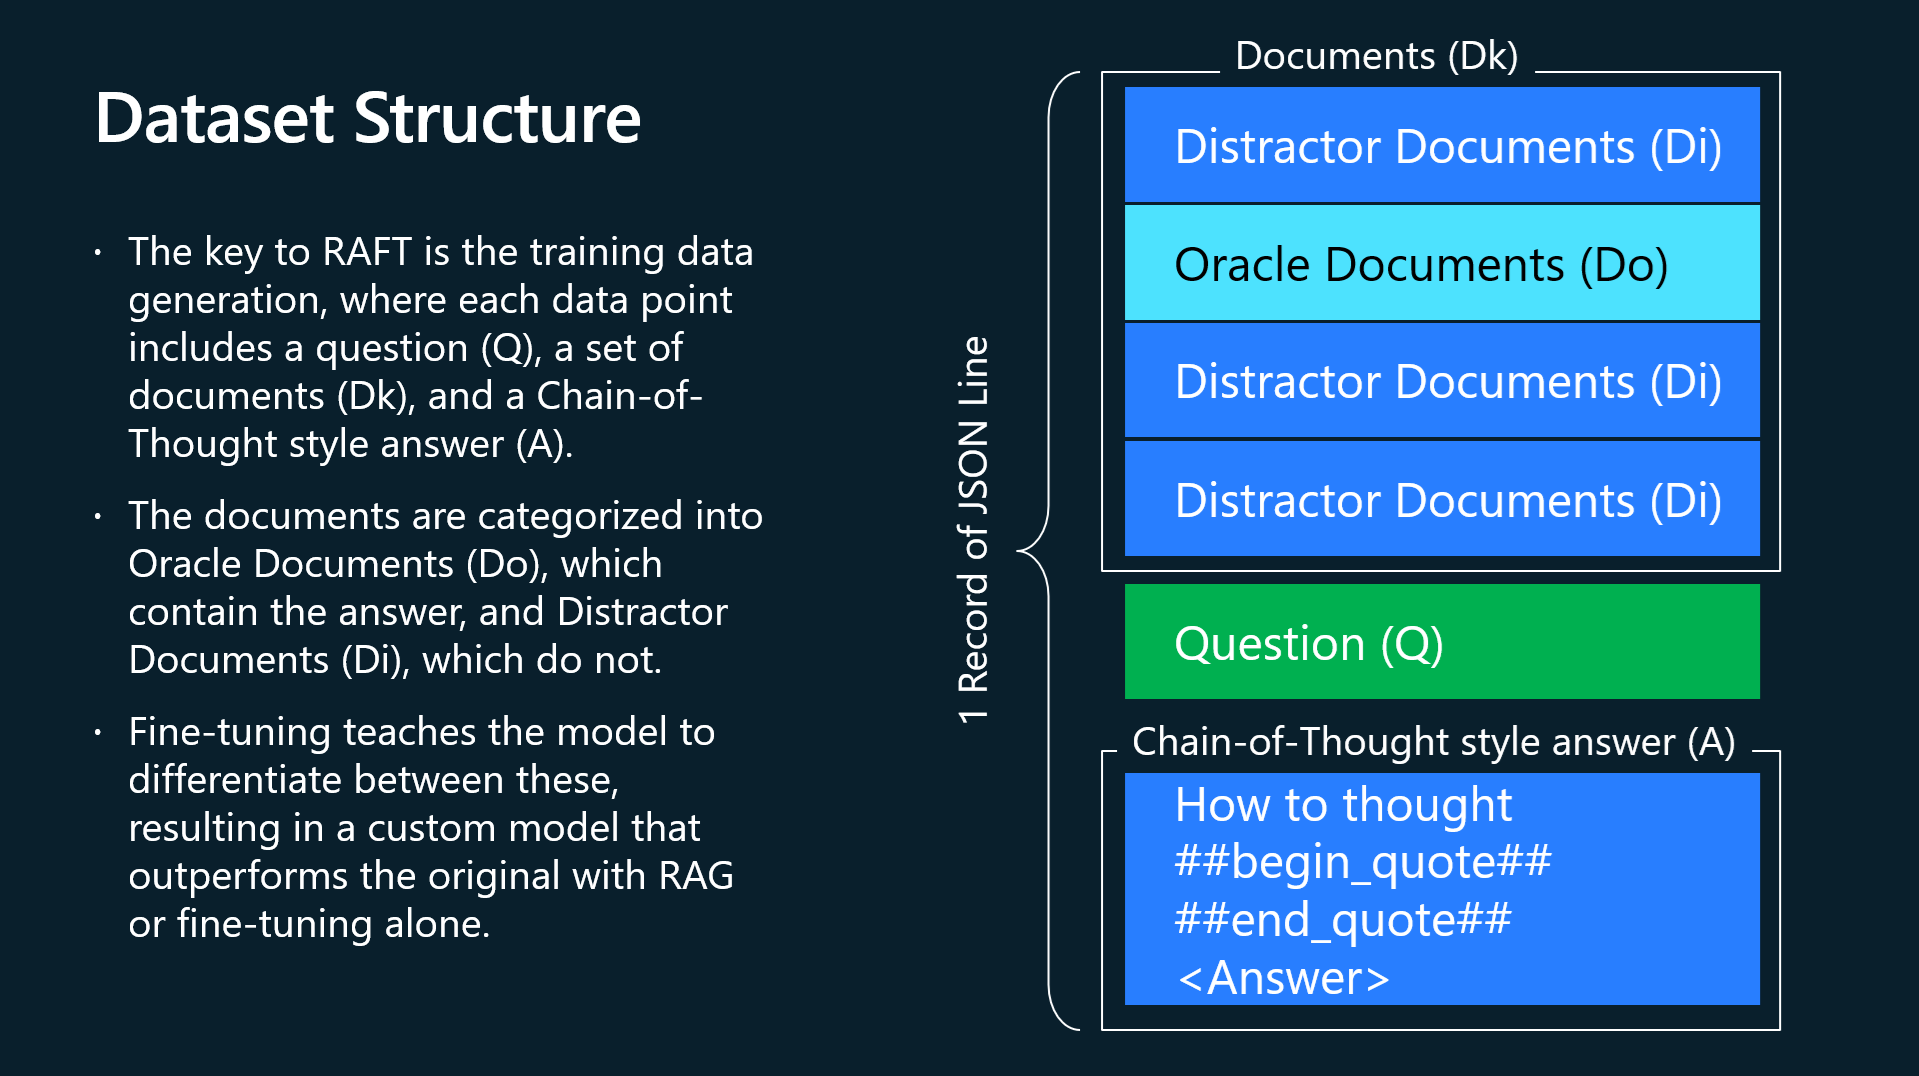 Dataset Structure
• The key to RAFT is the training data
generation, where each data point
includes a question (Q), a set of
documents (Dk), and a Chain-of-
Thought style answer (A).
• The documents are categorized into
Oracle Documents (Do), which
contain the answer, and Distractor
Documents (Di), which do not.
• Fine-tuning teaches the model to
differentiate between these,
resulting in a custom model that
outperforms the original with RAG
or fine-tuning alone.
1 Record of JSON Line
Documents (Dk)
Distractor Documents (Di)
Oracle Documents (Do)
Distractor Documents (Di)
Distractor Documents (Di)
Question (Q)
Chain-of-Thought style answer (A)
How to thought
##begin_quote##
##end_quote##
<Answer>